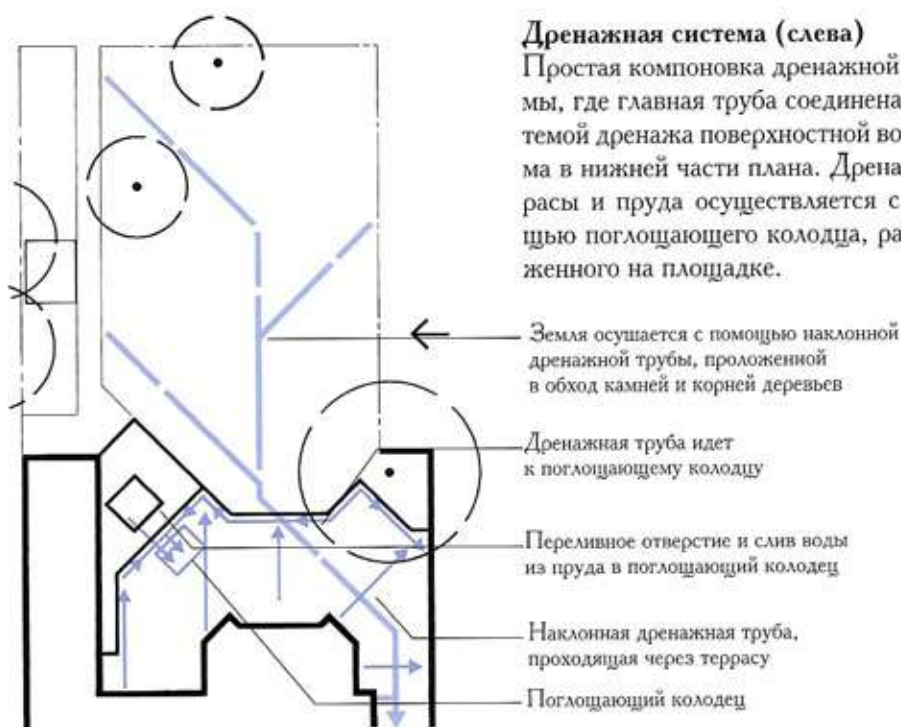 Дренажная система (слева)
Простая компоновка дренажной
мы, где главная труба соединена
темой дренажа поверхностной во
ма в нижней части плана. Дрена
расы и пруда осуществляется с
щью поглощающего колодца, ра
женного на площадке.
Земля осушается с помощью наклонной
дренажной трубы, проложенной
в обход камней и корней деревьев
Дренажная труба идет
к поглощающему колодцу
Переливное отверстие и слив воды
из пруда в поглощающий колодец
Наклонная дренажная труба,
проходящая через террасу
Поглощающий колодец